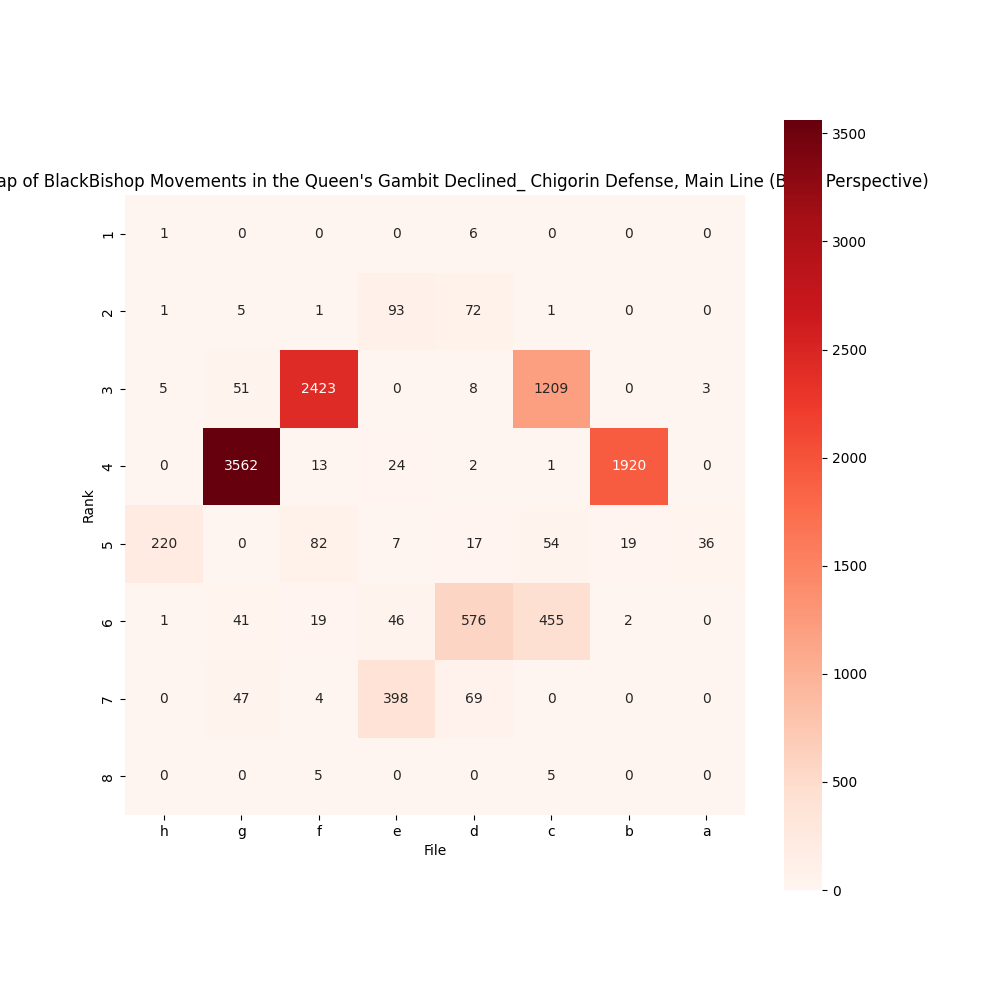 ap of BlackBishop Movements in the Queen's Gambit Declined_ Chigorin Defense, Main Line (B Perspective)
3500
3000
2500
2000
1500
1000
500
0
1 1 0 0 0 6 0 0 0
2 1 5 1 93 72 1 0 0
3 5 51 2423 0 8 1209 0 3
4 0 3562 13 24 2 1 1920 0
Rank
5 220 0 82 7 17 54 19 36
6 1 41 19 46 576 455 2 0
7 0 47 4 398 69 0 0 0
8 0 0 5 0 0 5 0 0
h g f e d c b a
File